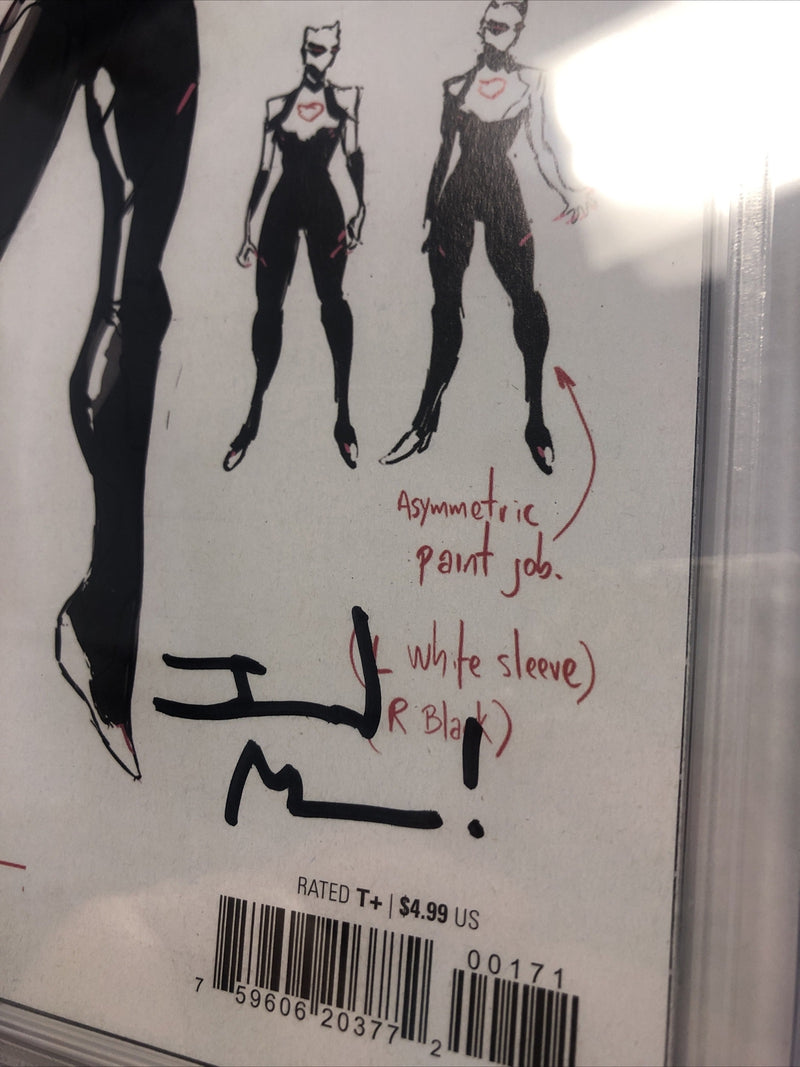 Asymmetric
paint job.
(L White sleeve)
(R Black)
RATED T+ | $4.99 US
00171
7 59606 20377 2